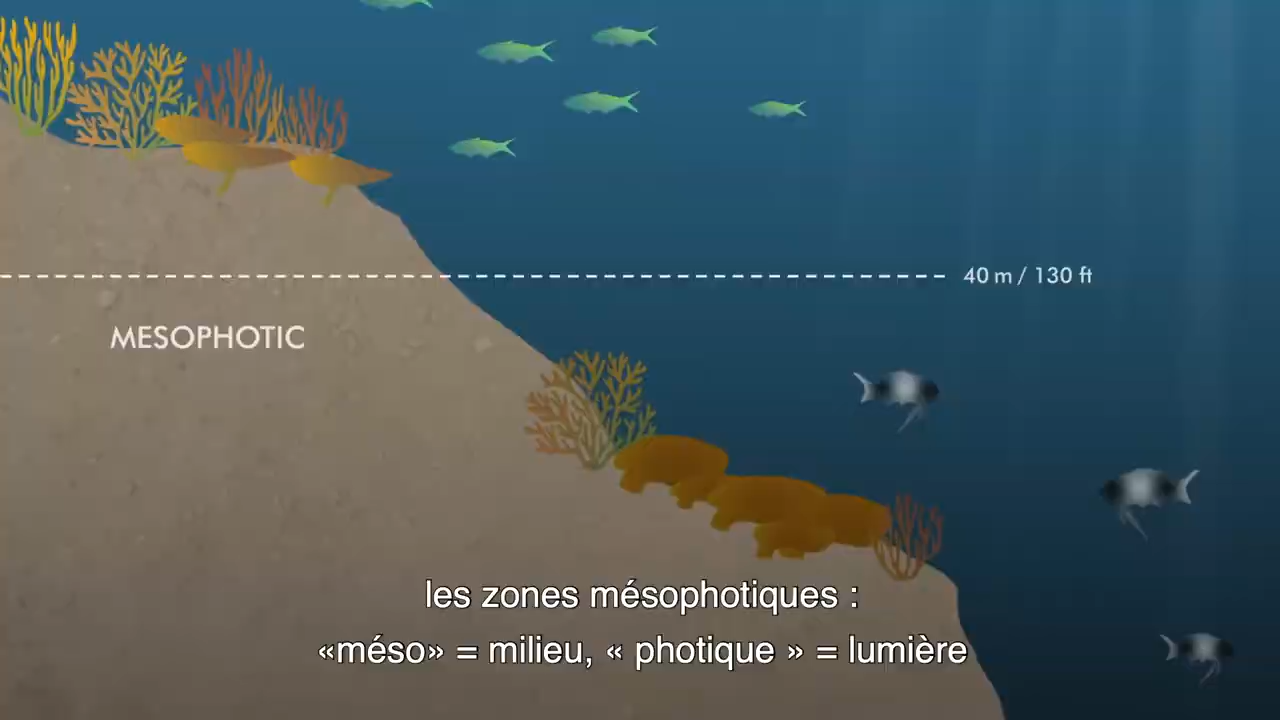 40 m / 130 ft
MESOPHOTIC
les zones mésophotiques :
«méso» = milieu, « photique » = lumière